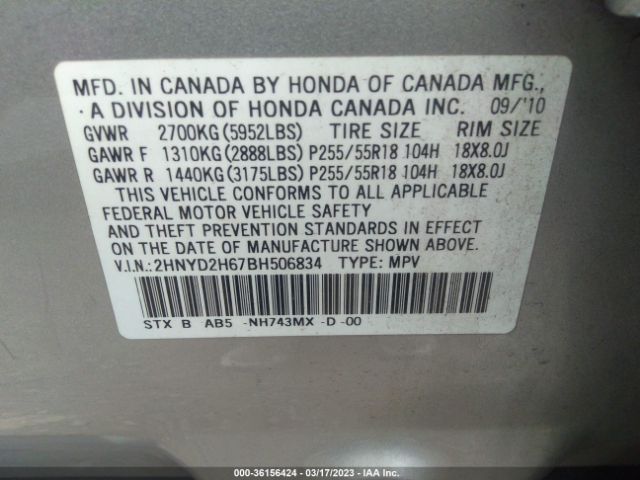 MFD. IN CANADA BY HONDA OF CANADA MFG.,
A DIVISION OF HONDA CANADA INC. 09/'10
GVWR 2700KG(5952LBS) TIRE SIZE RIM SIZE
GAWR F 1310KG(2888LBS) P255/55R18 104H 18X8.0J
GAWR R 1440KG(3175LBS) P255/55R18 104H 18X8.0J
THIS VEHICLE CONFORMS TO ALL APPLICABLE
FEDERAL MOTOR VEHICLE SAFETY
AND THEFT PREVENTION STANDARDS IN EFFECT
ON THE DATE OF MANUFACTURE SHOWN ABOVE.
V.I.N.:2HNYD2H67BH506834 TYPE: MPV
STX B AB5 -NH743MX -D -00
000-36156424 - 03/17/2023 - IAA Inc.